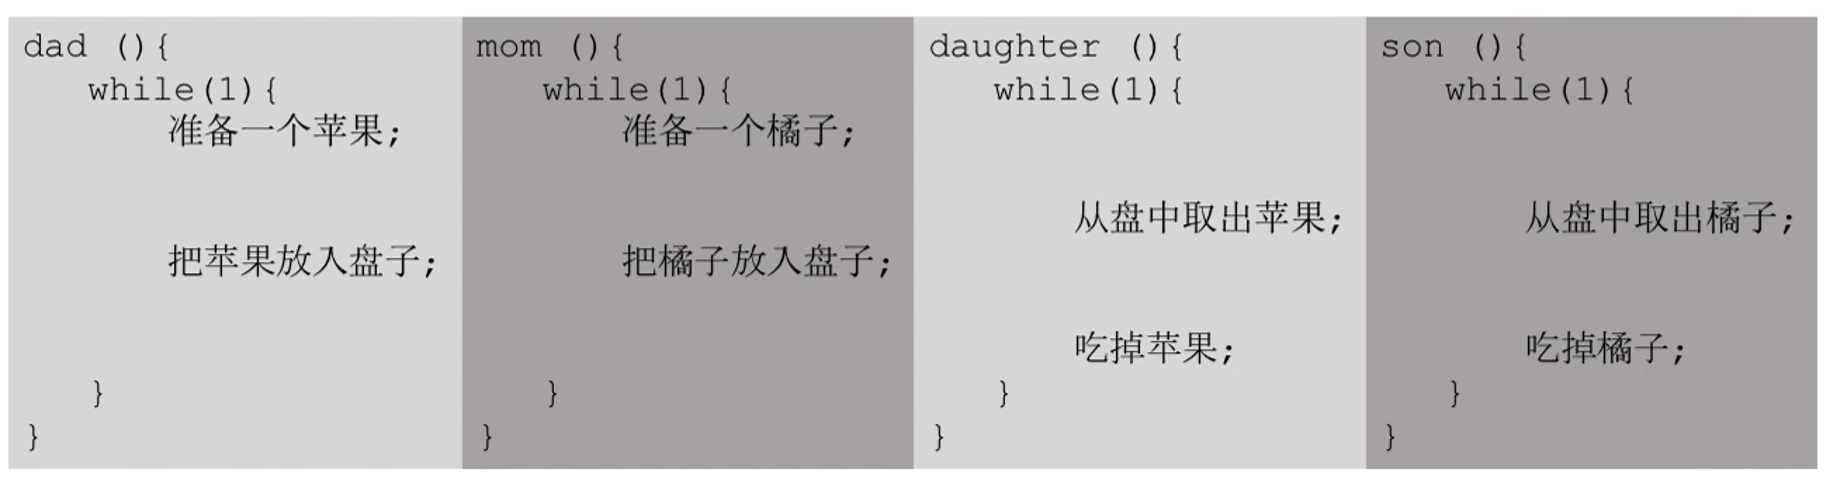 dad (){
while(1){
准备一个苹果;
把苹果放入盘子;
}
}
mom (){
while(1){
准备一个橘子;
把橘子放入盘子;
}
}
daughter (){
while(1){
从盘中取出苹果;
吃掉苹果;
}
}
son (){
while(1){
从盘中取出橘子;
吃掉橘子;
}
}